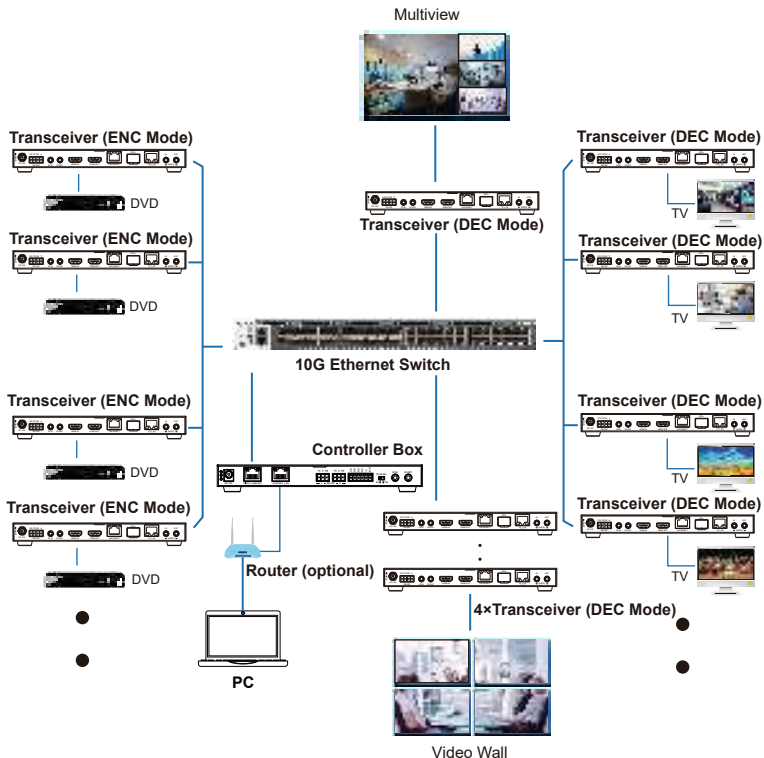 Multiview
Transceiver (ENC Mode)
DVD
Transceiver (ENC Mode)
DVD
Transceiver (DEC Mode)
Transceiver (DEC Mode)
TV
Transceiver (DEC Mode)
TV
10G Ethernet Switch
Transceiver (ENC Mode)
DVD
Transceiver (ENC Mode)
DVD
Controller Box
Router (optional)
PC
Transceiver (DEC Mode)
TV
Transceiver (DEC Mode)
TV
4×Transceiver (DEC Mode)
Video Wall